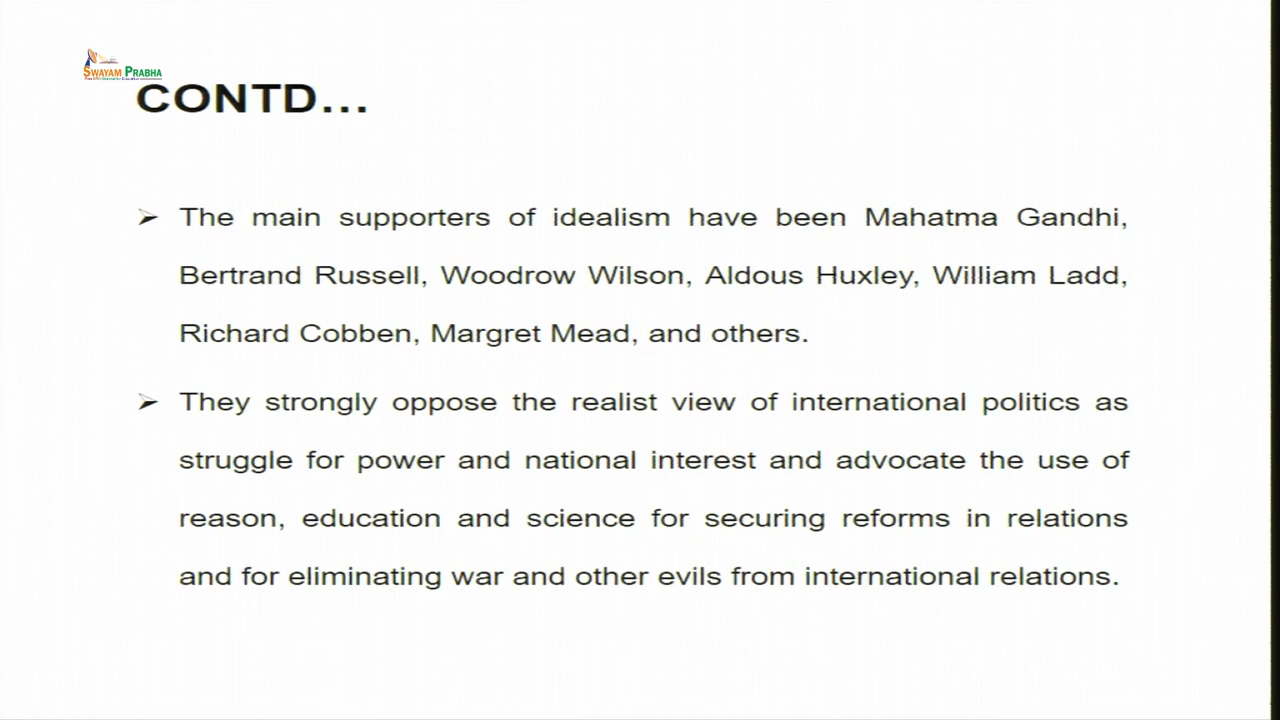 SWAYAM PRABHA
CONTD...
➢ The main supporters of idealism have been Mahatma Gandhi,
Bertrand Russell, Woodrow Wilson, Aldous Huxley, William Ladd,
Richard Cobben, Margret Mead, and others.
➢ They strongly oppose the realist view of international politics as
struggle for power and national interest and advocate the use of
reason, education and science for securing reforms in relations
and for eliminating war and other evils from international relations.